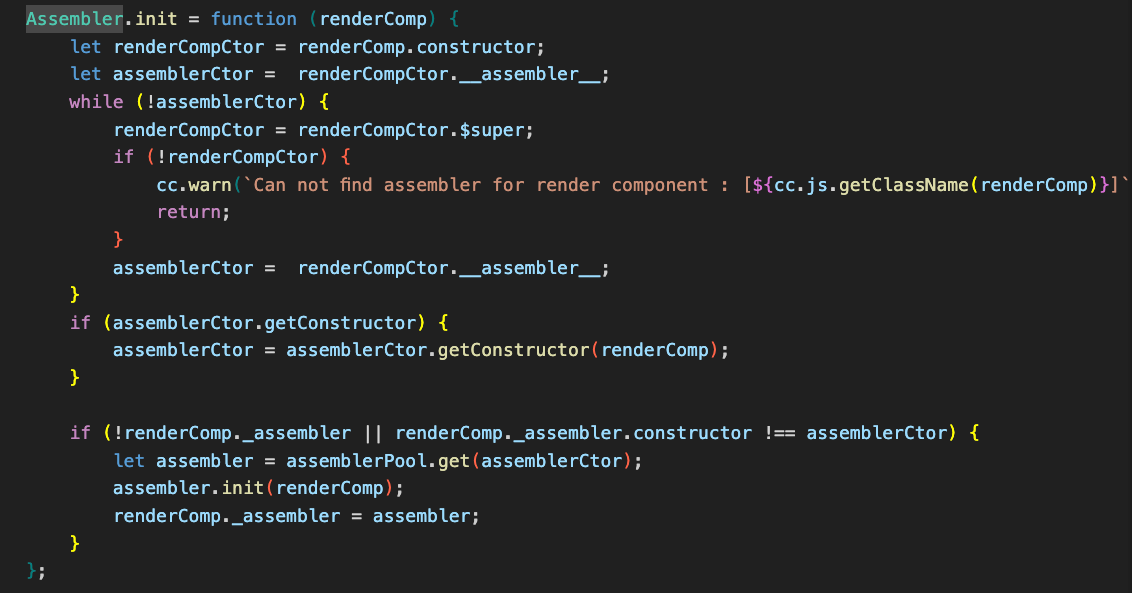 Assembler.init = function (renderComp) {
    let renderCompCtor = renderComp.constructor;
    let assemblerCtor =  renderCompCtor.__assembler__;
    while (!assemblerCtor) {
        renderCompCtor = renderCompCtor.$super;
        if (!renderCompCtor) {
            cc.warn(`Can not find assembler for render component : [${cc.js.getClassName(renderComp)}]`
            return;
        }
        assemblerCtor =  renderCompCtor.__assembler__;
    }
    if (assemblerCtor.getConstructor) {
        assemblerCtor = assemblerCtor.getConstructor(renderComp);
    }

    if (!renderComp._assembler || renderComp._assembler.constructor !== assemblerCtor) {
        let assembler = assemblerPool.get(assemblerCtor);
        assembler.init(renderComp);
        renderComp._assembler = assembler;
    }
};